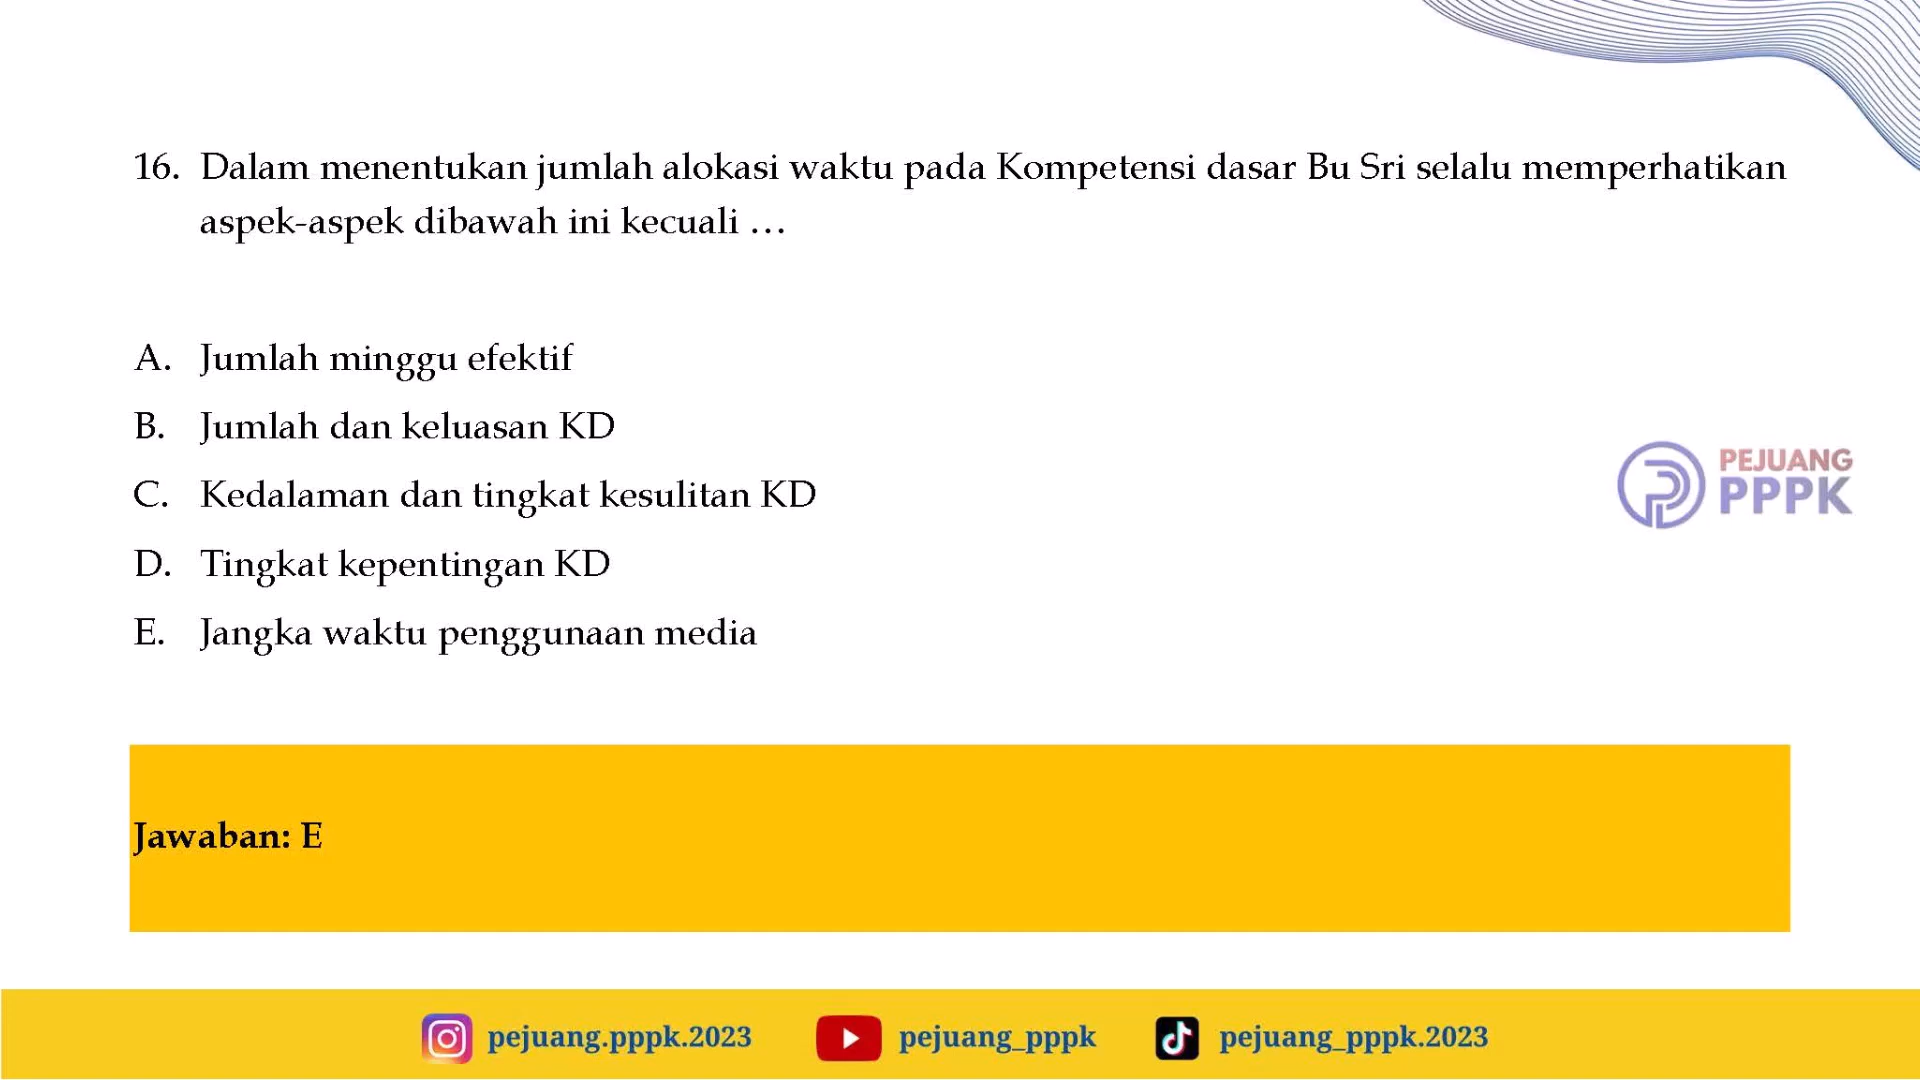 16. Dalam menentukan jumlah alokasi waktu pada Kompetensi dasar Bu Sri selalu memperhatikan
aspek-aspek dibawah ini kecuali …
A. Jumlah minggu efektif
B. Jumlah dan keluasan KD
C. Kedalaman dan tingkat kesulitan KD
D. Tingkat kepentingan KD
E. Jangka waktu penggunaan media
PEJUANG
PPPK
Jawaban: E
pejuang.pppk.2023 pejuang_pppk pejuang_pppk.2023